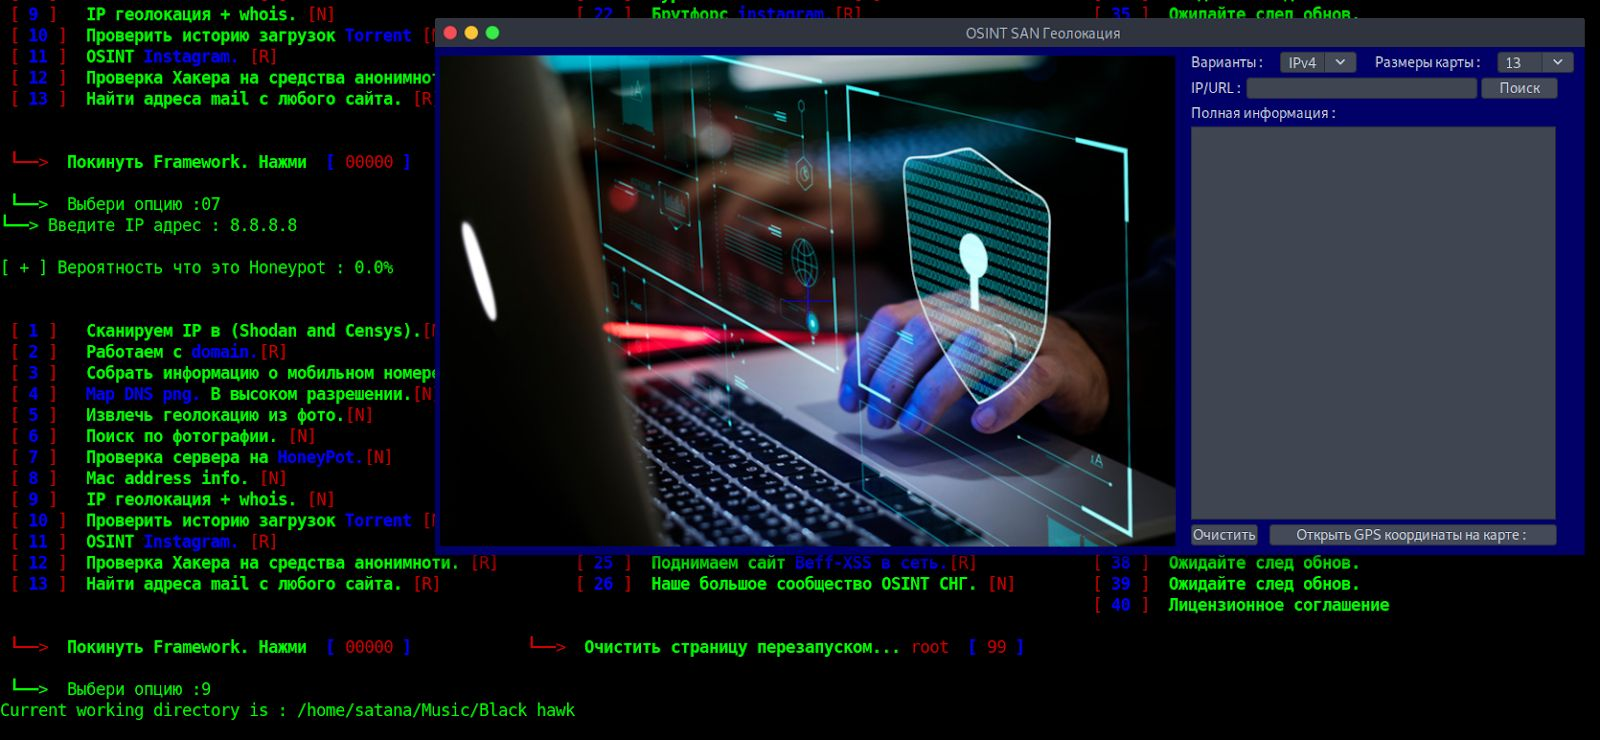 [ 9 ] IP геолокация + whois. [N]
[ 22 ] Брутфорс instagram.[R]
[ 35 ] Ожидайте след обнов.
[ 10 ] Проверить историю загрузок Torrent
[ 11 ] OSINT Instagram. [R]
[ 12 ] Проверка Хакера на средства анонимнот
[ 13 ] Найти адреса mail с любого сайта. [R
└──> Покинуть Framework. Нажми [ 00000 ]
└──> Выбери опцию :07
└──> Введите IP адрес : 8.8.8.8
[ + ] Вероятность что это Honeypot : 0.0%
[ 1 ] Сканируем IP в (Shodan and Censys).[
[ 2 ] Работаем с domain.[R]
[ 3 ] Собрать информацию о мобильном номере
[ 4 ] Map DNS png. В высоком разрешении.[N
[ 5 ] Извлечь геолокацию из фото.[N]
[ 6 ] Поиск по фотографии. [N]
[ 7 ] Проверка сервера на HoneyPot.[N]
[ 8 ] Mac address info. [N]
[ 9 ] IP геолокация + whois. [N]
[ 10 ] Проверить историю загрузок Torrent
[ 11 ] OSINT Instagram. [R]
[ 12 ] Проверка Хакера на средства анонимноти. [R]
[ 13 ] Найти адреса mail с любого сайта. [R]
[ 25 ] Поднимаем сайт Beff-XSS в сеть.[R]
[ 26 ] Наше большое сообщество OSINT СНГ. [N]
[ 38 ] Ожидайте след обнов.
[ 39 ] Ожидайте след обнов.
[ 40 ] Лицензионное соглашение
└──> Покинуть Framework. Нажми [ 00000 ]
└──> Очистить страницу перезапуском... root [ 99 ]
└──> Выбери опцию :9
Current working directory is : /home/satana/Music/Black hawk
OSINT SAN Геолокация
Варианты : IPv4 Размеры карты : 13
IP/URL : Поиск
Полная информация :
Очистить Открыть GPS координаты на карте :